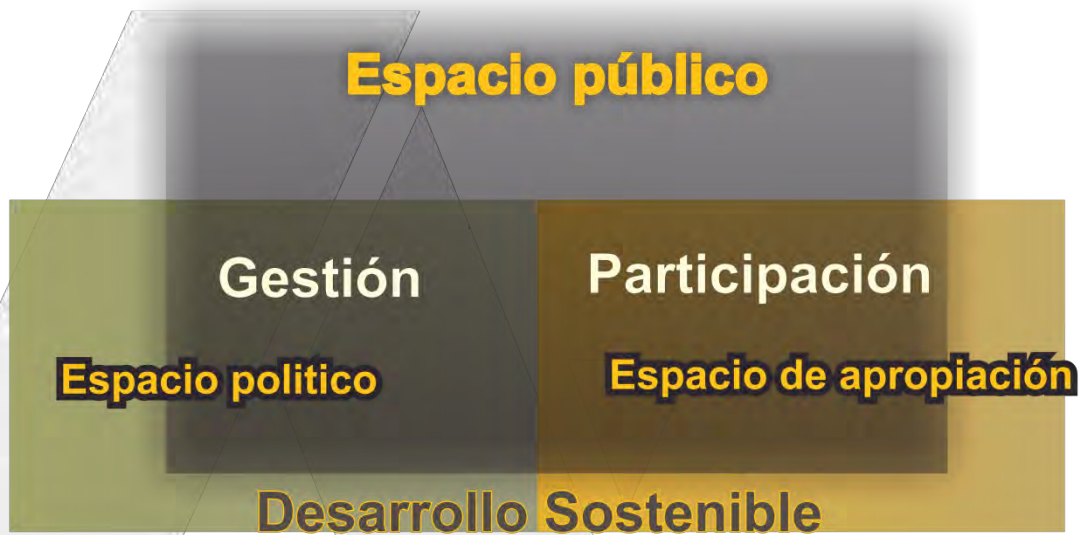 Espacio público
Gestión
Participación
Espacio politico
Espacio de apropiación
Desarrollo Sostenible